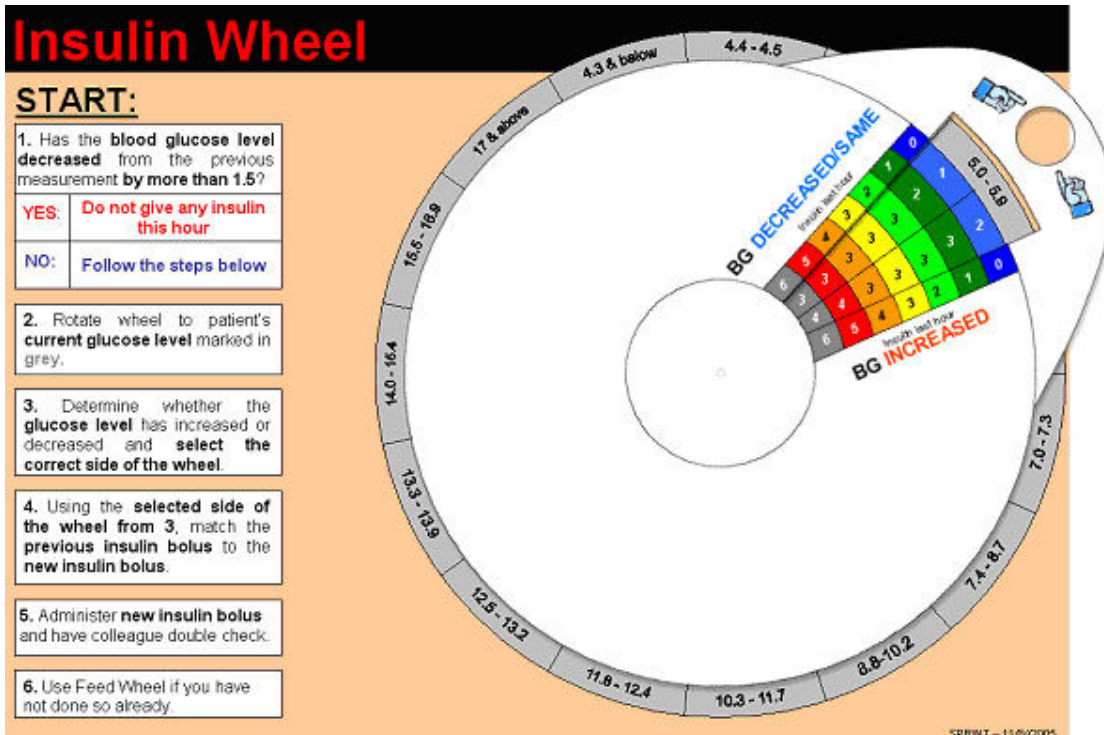 Insulin Wheel
START:
1. Has the blood glucose level
decreased from the previous
measurement by more than 1.5?
YES:
Do not give any insulin
this hour
NO:
Follow the steps below
2. Rotate wheel to patient's
current glucose level marked in
grey.
3. Determine whether the
glucose level has increased or
decreased and select the
correct side of the wheel.
4. Using the selected side of
the wheel from 3, match the
previous insulin bolus to the
new insulin bolus.
5. Administer new insulin bolus
and have colleague double check.
6. Use Feed Wheel if you have
not done so already.
4.3 & below
4.4 - 4.5
17 & above
15.5 - 16.9
14.0 - 15.4
13.3 - 13.9
12.5 - 13.2
11.8 - 12.4
10.3 - 11.7
8.8-10.2
7.4 - 8.7
7.0 - 7.3
5.0 - 5.9
BG DECREASED/SAME
Insulin last hour
6 5 4 3 2 1 0
3 3 3 3 3 2 1
4 4 3 3 3 3 2
6 5 4 3 2 1 0
Insulin last hour
BG INCREASED